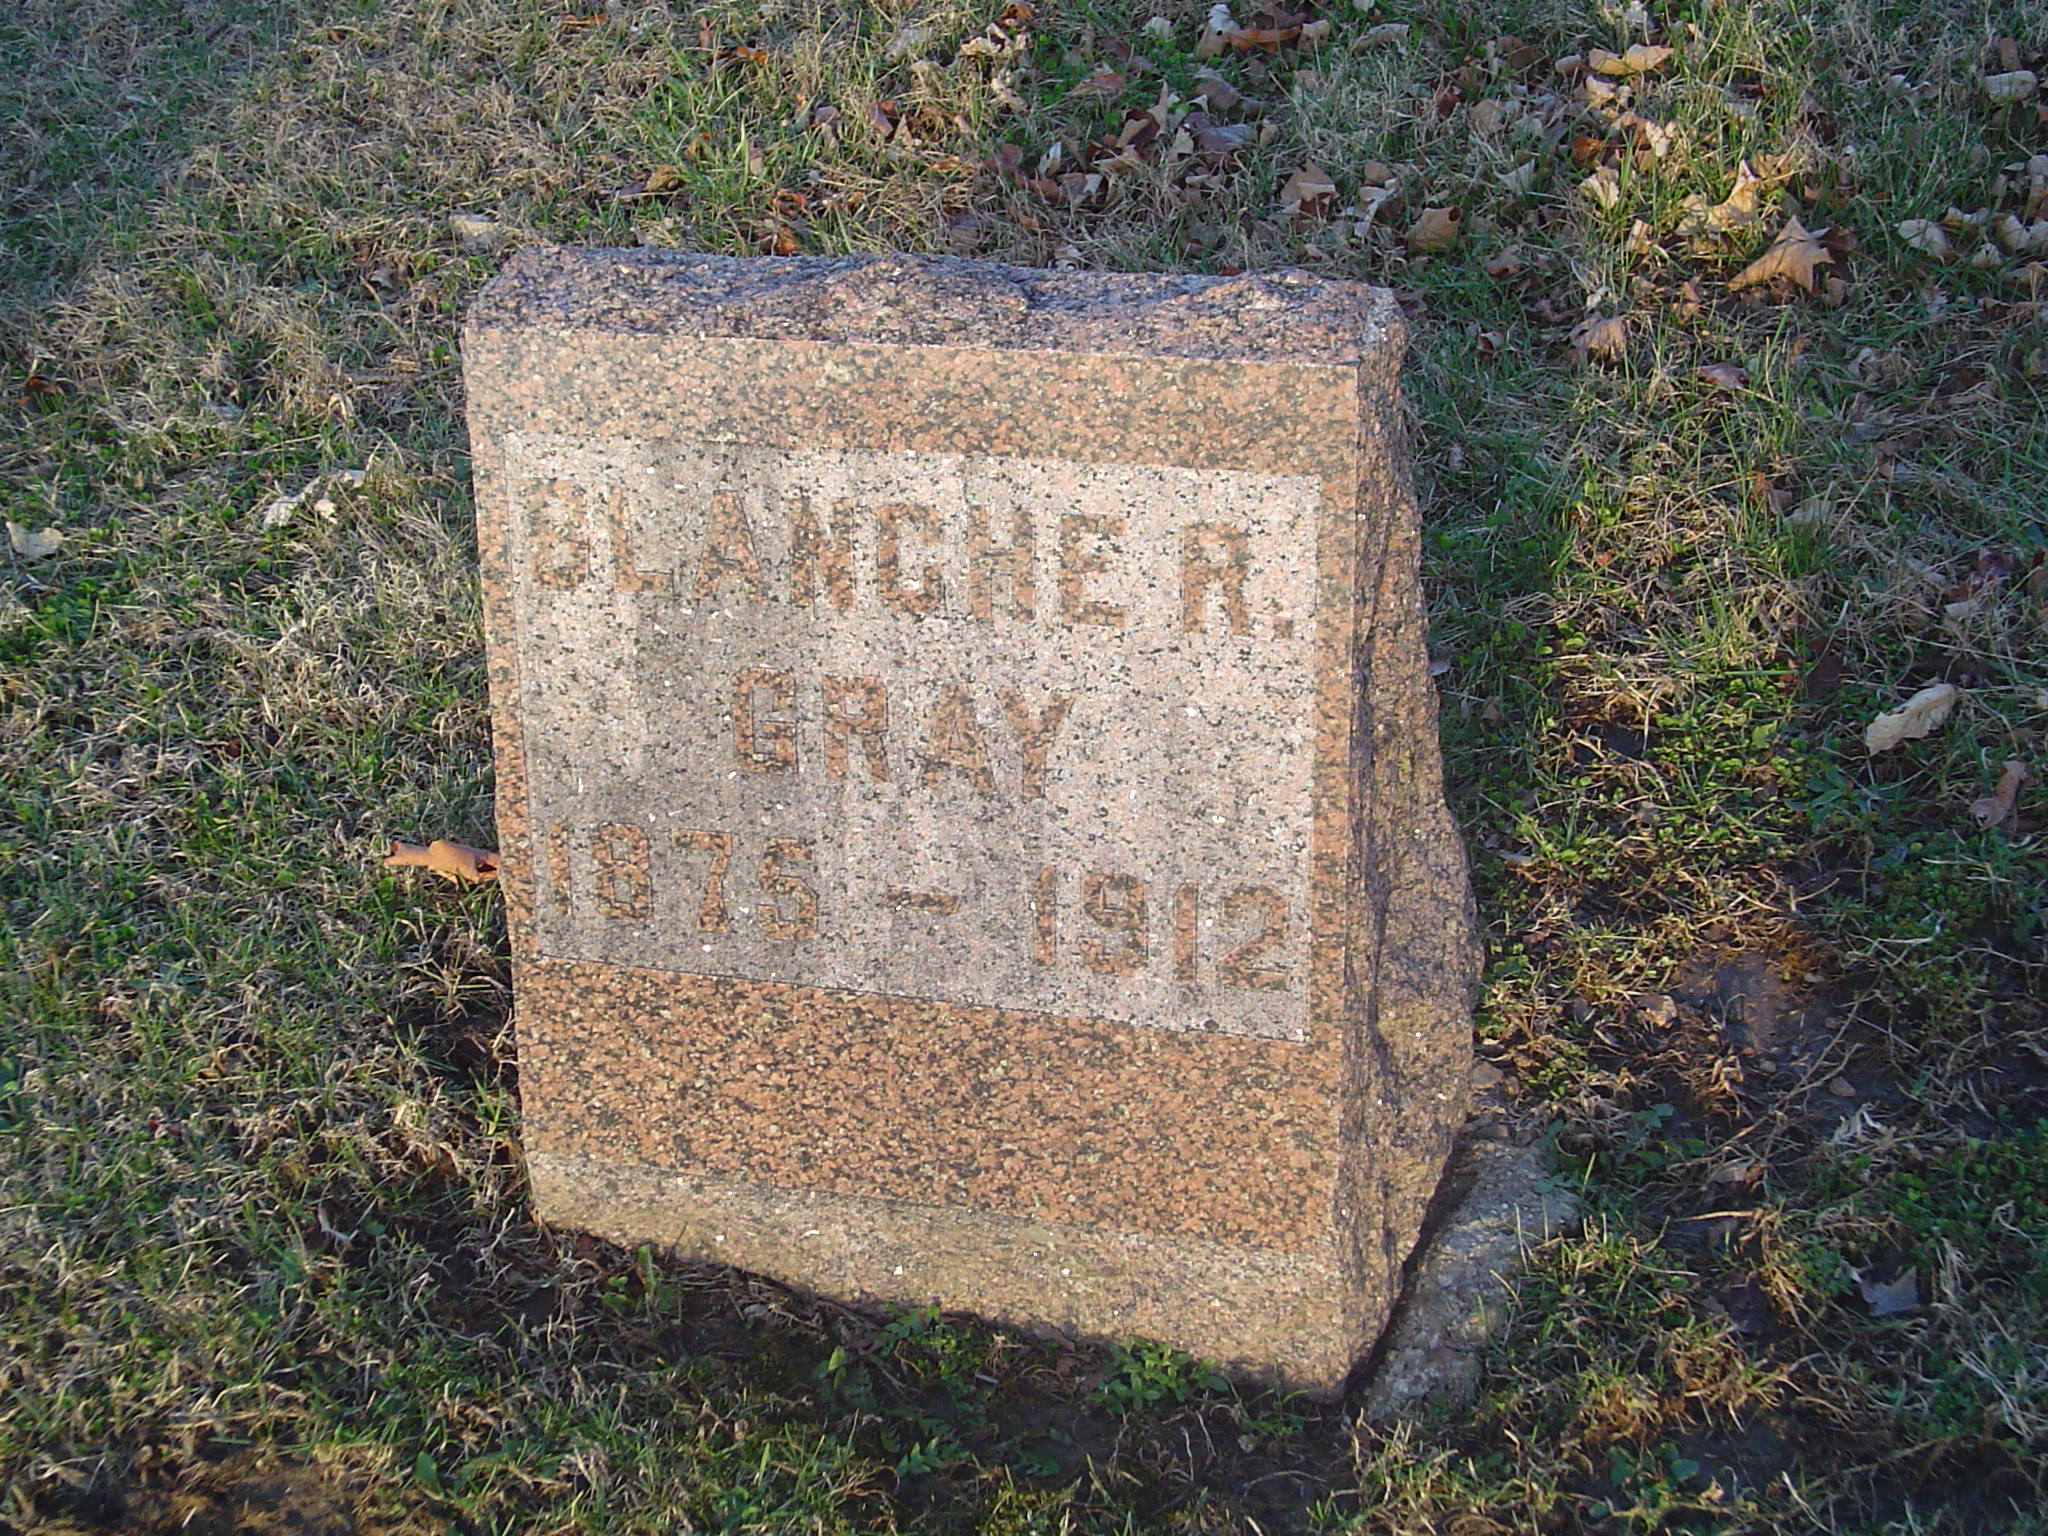 BLANCHE R.
GRAY
1875 – 1912